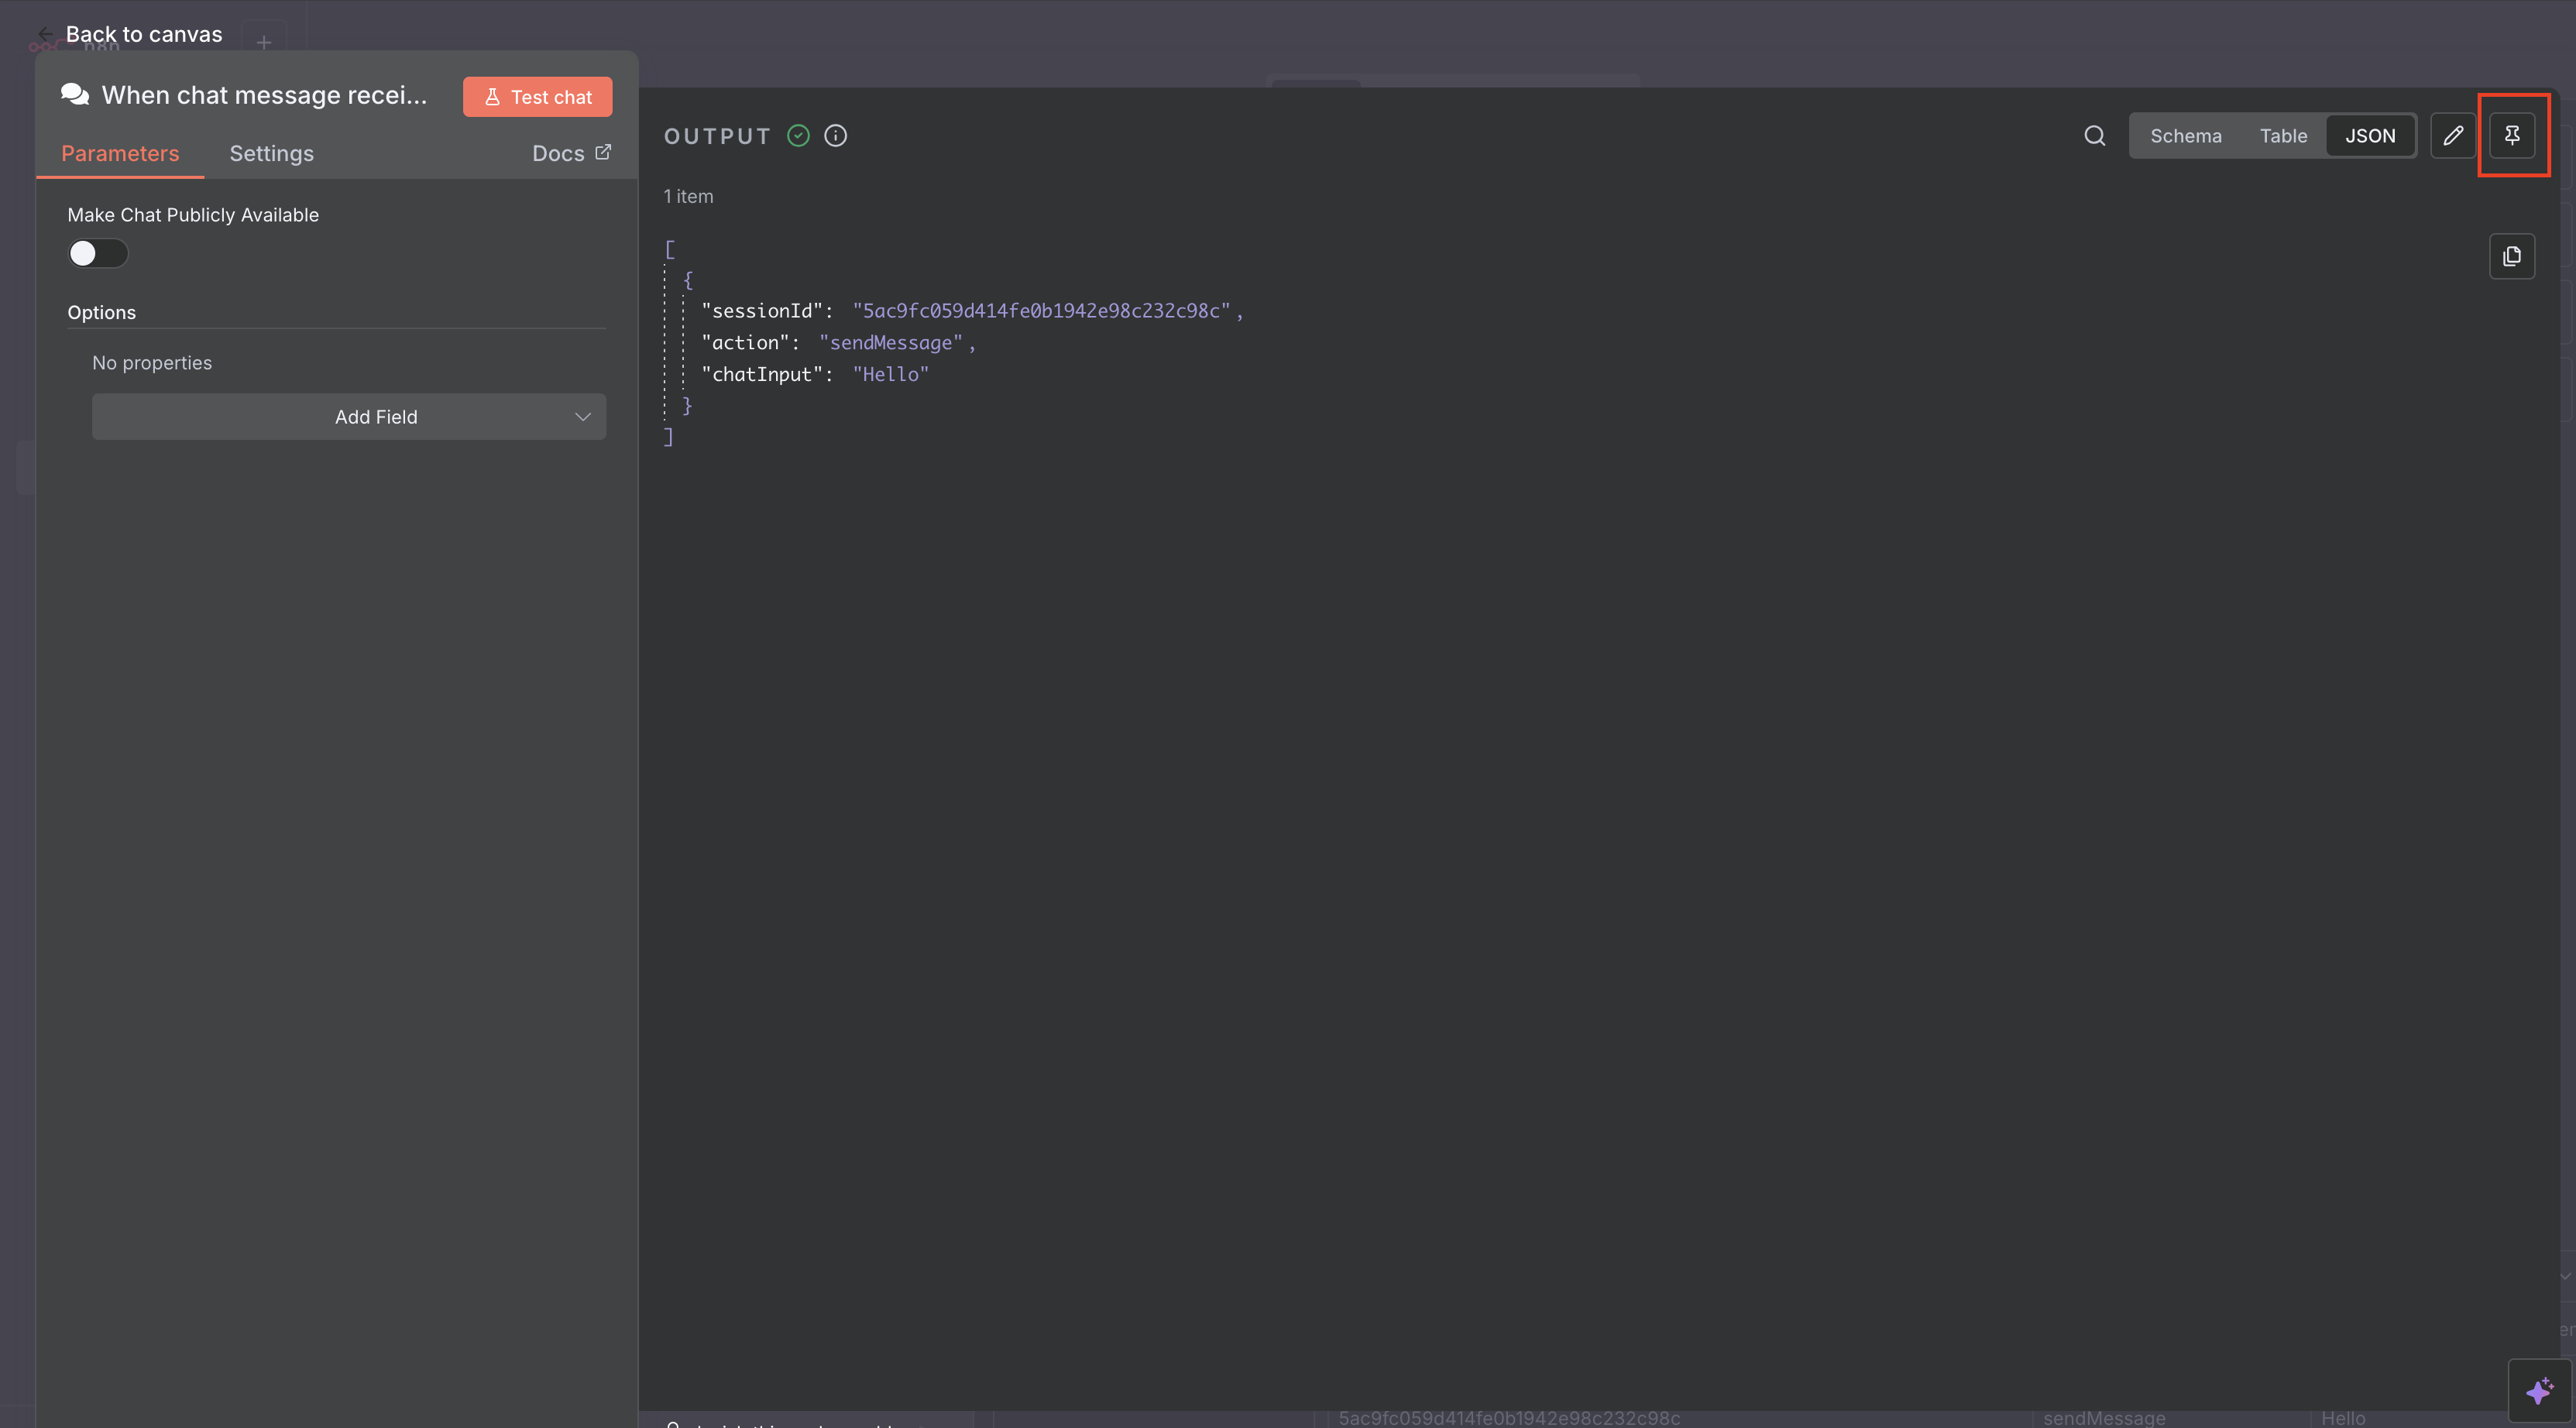 Back to canvas
n8n
When chat message recei...
Test chat
Parameters
Settings
Docs
Make Chat Publicly Available
Options
No properties
Add Field
OUTPUT
Schema
Table
JSON
1 item
[
{
"sessionId": "5ac9fc059d414fe0b1942e98c232c98c",
"action": "sendMessage",
"chatInput": "Hello"
}
]
5ac9fc059d414fe0b1942e98c232c98c
sendMessage
Hello